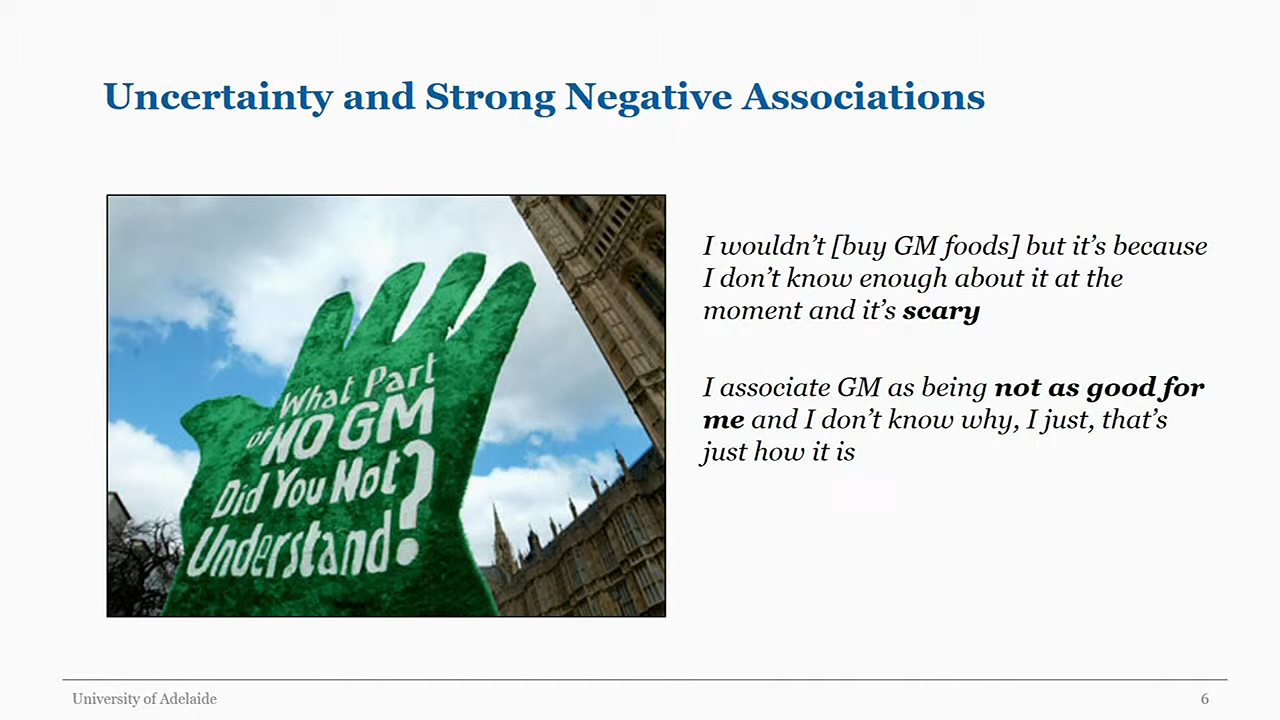 Uncertainty and Strong Negative Associations
What Part
of NO GM
Did You Not
Understand?
I wouldn’t [buy GM foods] but it’s because
I don’t know enough about it at the
moment and it’s scary
I associate GM as being not as good for
me and I don’t know why, I just, that’s
just how it is
University of Adelaide
6